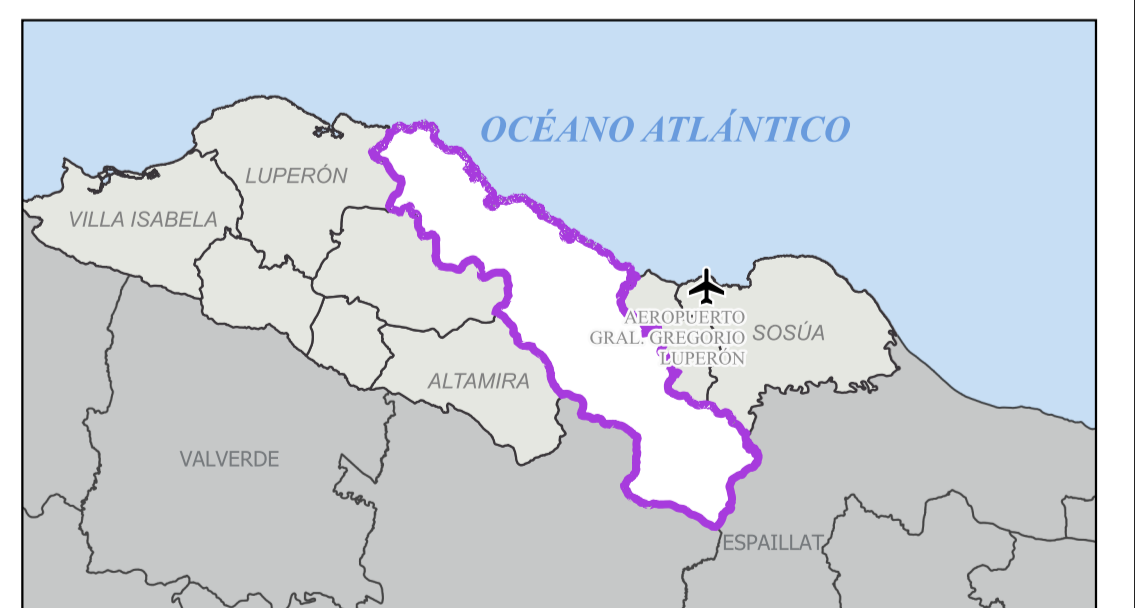 OCÉANO ATLÁNTICO
LUPERÓN
VILLA ISABELA
AEROPUERTO
GRAL. GREGORIO
LUPERÓN
SOSÚA
ALTAMIRA
VALVERDE
ESPAILLAT